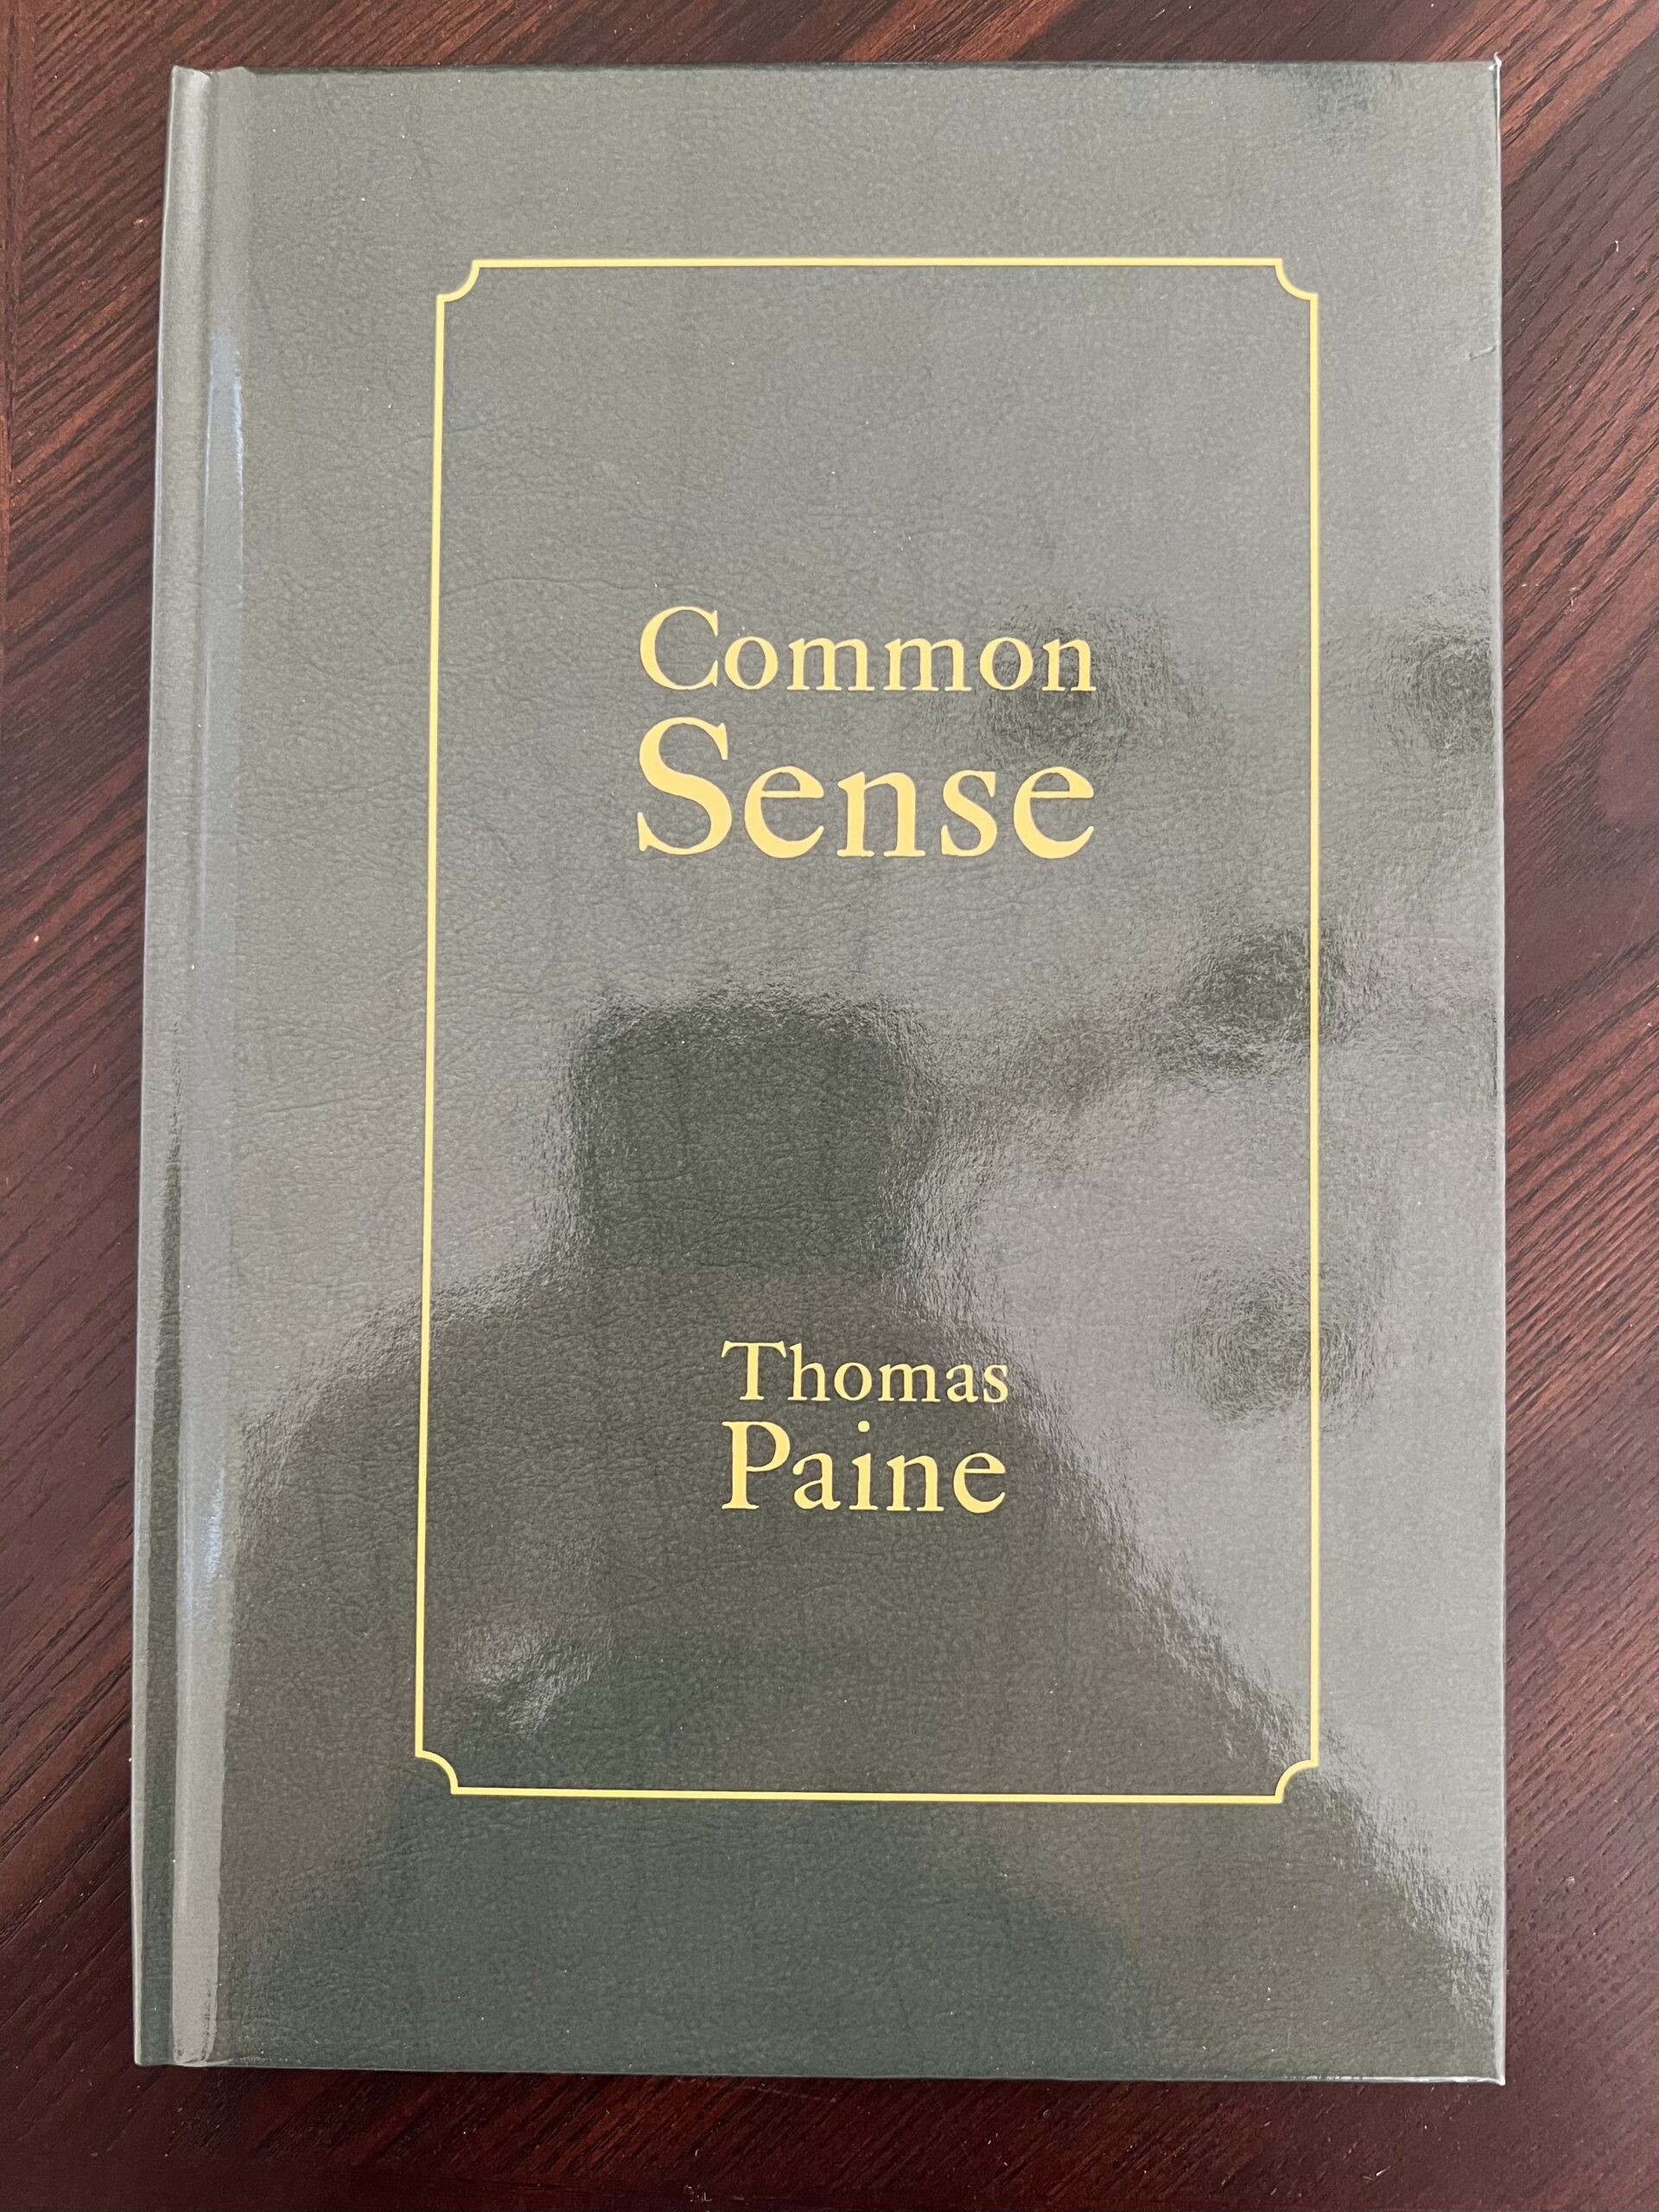 Common
Sense
Thomas
Paine